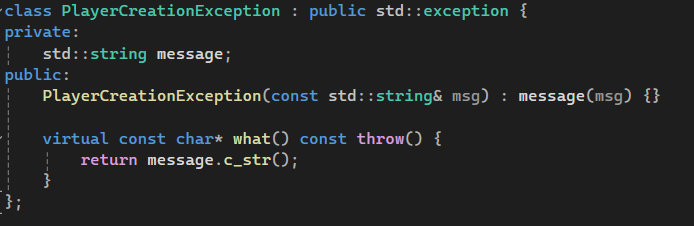 class PlayerCreationException : public std::exception {
private:
    std::string message;
public:
    PlayerCreationException(const std::string& msg) : message(msg) {}

    virtual const char* what() const throw() {
        return message.c_str();
    }
};